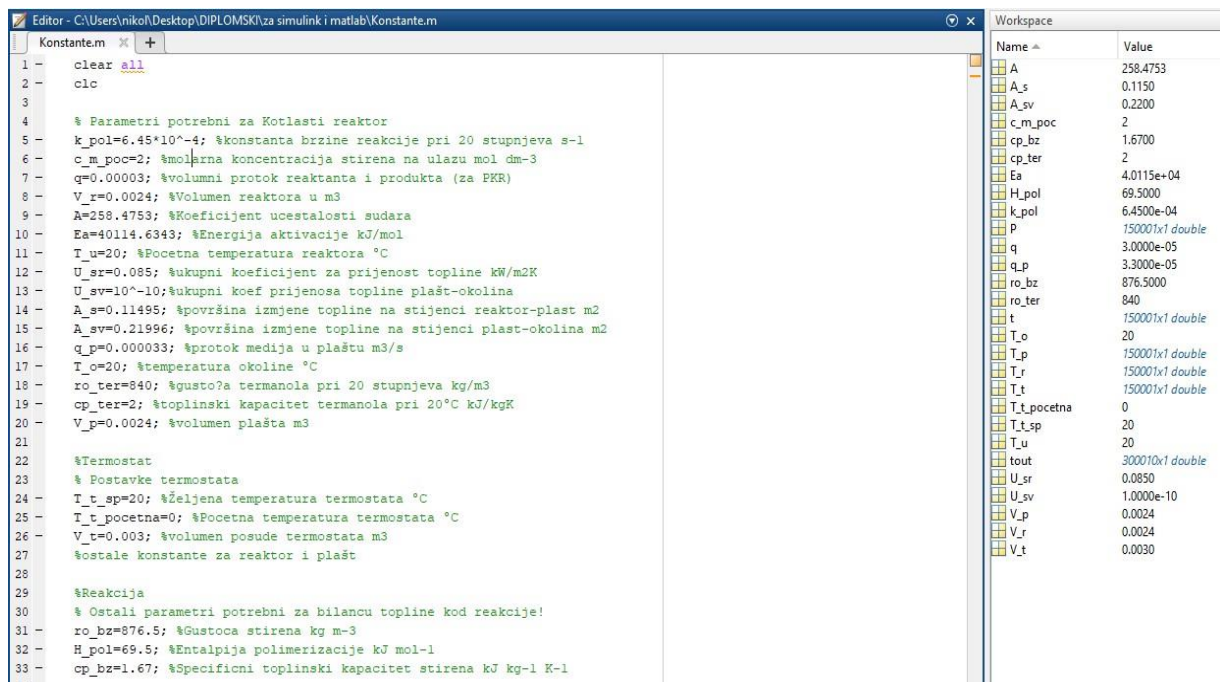 Editor - C:\Users\nikol\Desktop\DIPLOMSKI\za simulink i matlab\Konstante.m
Konstante.m
1 - clear all
2 - clc
3
4 % Parametri potrebni za Kotlasti reaktor
5 - k_pol=6.45*10^-4; %konstanta brzine reakcije pri 20 stupnjeva s-1
6 - c_m_poc=2; %molarna koncentracija stirena na ulazu mol dm-3
7 - q=0.00003; %volumni protok reaktanta i produkta (za PKR)
8 - V_r=0.0024; %Volumen reaktora u m3
9 - A=258.4753; %Koeficijent ucestalosti sudara
10 - Ea=40114.6343; %Energija aktivacije kJ/mol
11 - T_u=20; %Pocetna temperatura reaktora °C
12 - U_sr=0.085; %ukupni koeficijent za prijenost topline kW/m2K
13 - U_sv=10^-10;%ukupni koef prijenosa topline plašt-okolina
14 - A_s=0.11495; %površina izmjene topline na stijenci reaktor-plast m2
15 - A_sv=0.21996; %površina izmjene topline na stijenci plast-okolina m2
16 - q_p=0.000033; %protok medija u plaštu m3/s
17 - T_o=20; %temperatura okoline °C
18 - ro_ter=840; %gusto?a termanola pri 20 stupnjeva kg/m3
19 - cp_ter=2; %toplinski kapacitet termanola pri 20°C kJ/kgK
20 - V_p=0.0024; %volumen plašta m3
21
22 %Termostat
23 % Postavke termostata
24 - T_t_sp=20; %Željena temperatura termostata °C
25 - T_t_pocetna=0; %Pocetna temperatura termostata °C
26 - V_t=0.003; %volumen posude termostata m3
27 %ostale konstante za reaktor i plašt
28
29 %Reakcija
30 % Ostali parametri potrebni za bilancu topline kod reakcije!
31 - ro_bz=876.5; %Gustoca stirena kg m-3
32 - H_pol=69.5; %Entalpija polimerizacije kJ mol-1
33 - cp_bz=1.67; %Specificni toplinski kapacitet stirena kJ kg-1 K-1
Workspace
Name Value
A 258.4753
A_s 0.1150
A_sv 0.2200
c_m_poc 2
cp_bz 1.6700
cp_ter 2
Ea 4.0115e+04
H_pol 69.5000
k_pol 6.4500e-04
P 150001x1 double
q 3.0000e-05
q_p 3.3000e-05
ro_bz 876.5000
ro_ter 840
t 150001x1 double
T_o 20
T_p 150001x1 double
T_r 150001x1 double
T_t 150001x1 double
T_t_pocetna 0
T_t_sp 20
T_u 20
tout 300010x1 double
U_sr 0.0850
U_sv 1.0000e-10
V_p 0.0024
V_r 0.0024
V_t 0.0030